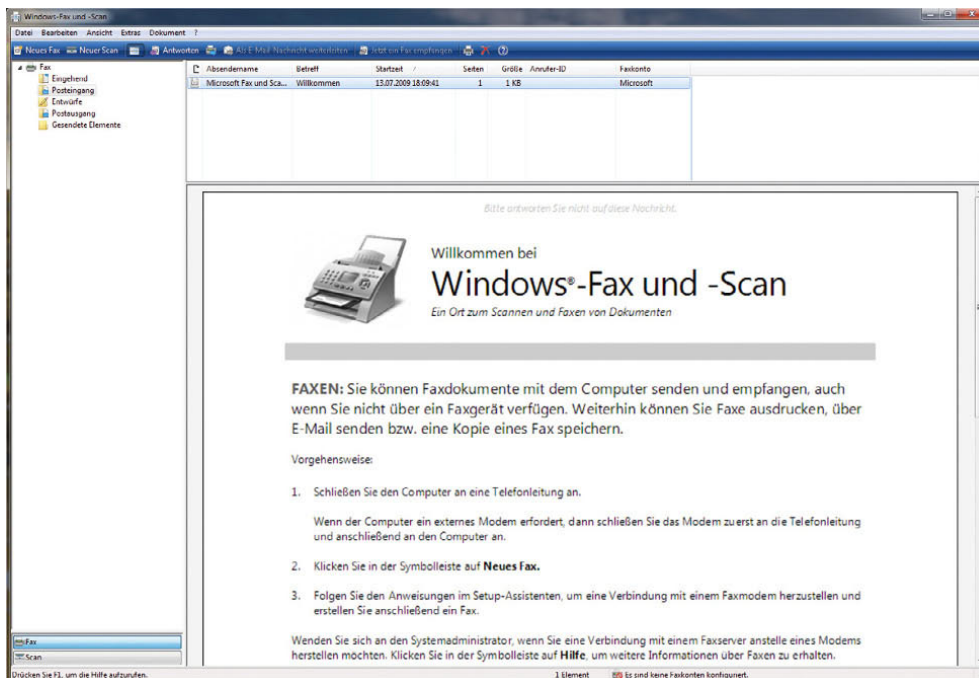 Windows-Fax und -Scan
Datei Bearbeiten Ansicht Extras Dokument ?
Neues Fax Neuer Scan Antworten Als E-Mail-Nachricht weiterleiten Jetzt ein Fax empfangen
Fax
Eingehend
Posteingang
Entwürfe
Postausgang
Gesendete Elemente
Absendername Betreff Startzeit Seiten Größe Anrufer-ID Faxkonto
Microsoft Fax und Sca... Willkommen 13.07.2009 18:09:41 1 1 KB Microsoft
Bitte antworten Sie nicht auf diese Nachricht.
Willkommen bei
Windows®-Fax und -Scan
Ein Ort zum Scannen und Faxen von Dokumenten
FAXEN: Sie können Faxdokumente mit dem Computer senden und empfangen, auch
wenn Sie nicht über ein Faxgerät verfügen. Weiterhin können Sie Faxe ausdrucken, über
E-Mail senden bzw. eine Kopie eines Fax speichern.
Vorgehensweise:
1. Schließen Sie den Computer an eine Telefonleitung an.
Wenn der Computer ein externes Modem erfordert, dann schließen Sie das Modem zuerst an die Telefonleitung
und anschließend an den Computer an.
2. Klicken Sie in der Symbolleiste auf Neues Fax.
3. Folgen Sie den Anweisungen im Setup-Assistenten, um eine Verbindung mit einem Faxmodem herzustellen und
erstellen Sie anschließend ein Fax.
Wenden Sie sich an den Systemadministrator, wenn Sie eine Verbindung mit einem Faxserver anstelle eines Modems
herstellen möchten. Klicken Sie in der Symbolleiste auf Hilfe, um weitere Informationen über Faxen zu erhalten.
Fax
Scan
Drücken Sie F1, um die Hilfe aufzurufen. 1 Element Es sind keine Faxkonten konfiguriert.